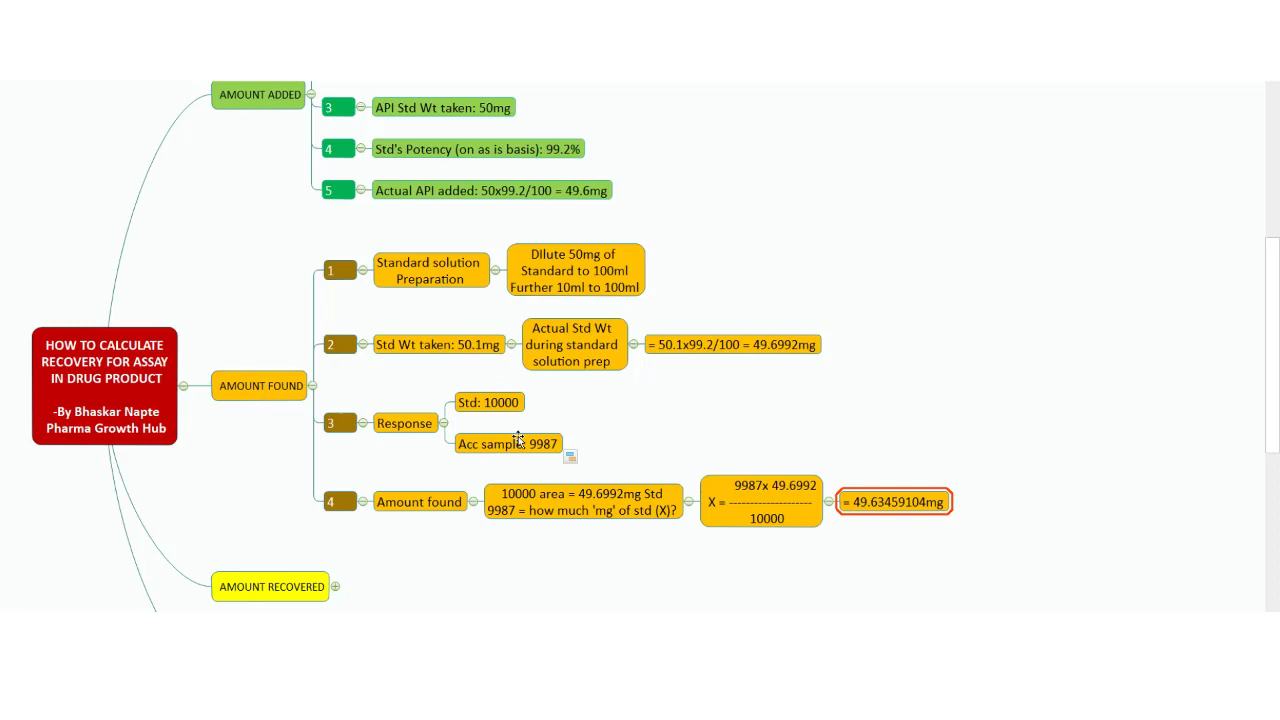 AMOUNT ADDED
3
API Std Wt taken: 50mg
4
Std's Potency (on as is basis): 99.2%
5
Actual API added: 50x99.2/100 = 49.6mg
HOW TO CALCULATE
RECOVERY FOR ASSAY
IN DRUG PRODUCT
-By Bhaskar Napte
Pharma Growth Hub
AMOUNT FOUND
1
Standard solution
Preparation
DIlute 50mg of
Standard to 100ml
Further 10ml to 100ml
2
Std Wt taken: 50.1mg
Actual Std Wt
during standard
solution prep
= 50.1x99.2/100 = 49.6992mg
3
Response
Std: 10000
Acc sample: 9987
4
Amount found
10000 area = 49.6992mg Std
9987 = how much 'mg' of std (X)?
9987x 49.6992
X = ---------------------
10000
= 49.63459104mg
AMOUNT RECOVERED